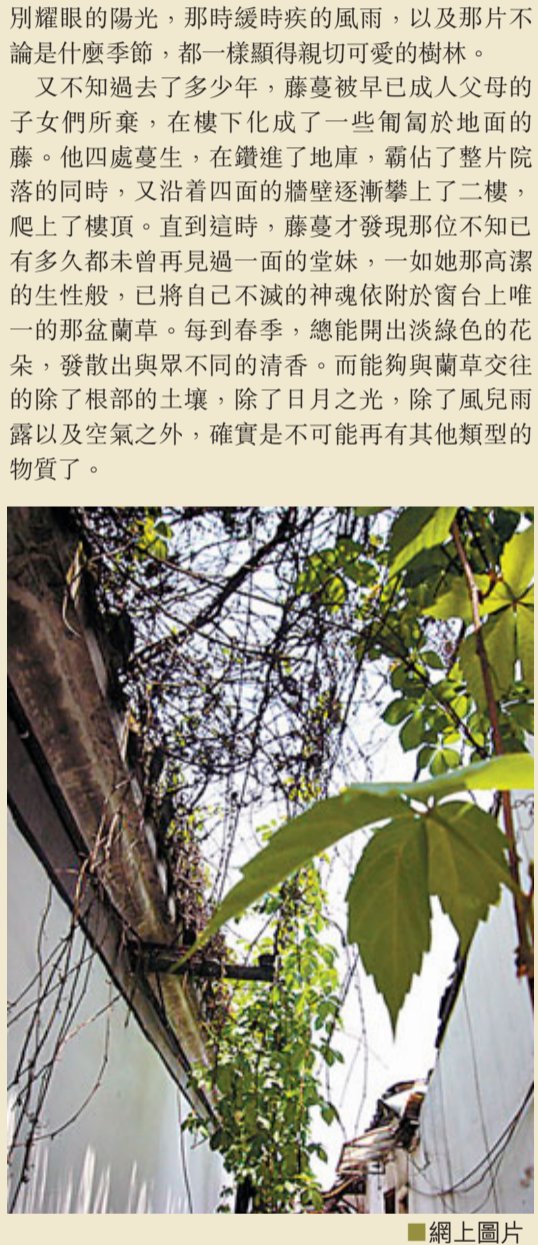 別耀眼的陽光，那時緩時疾的風雨，以及那片不
論是什麼季節，都一樣顯得親切可愛的樹林。
又不知過去了多少年，藤蔓被早已成人父母的
子女們所棄，在樓下化成了一些匍匐於地面的
藤。他四處蔓生，在鑽進了地庫，霸佔了整片院
落的同時，又沿着四面的牆壁逐漸攀上了二樓，
爬上了樓頂。直到這時，藤蔓才發現那位不知已
有多久都未曾再見過一面的堂妹，一如她那高潔
的生性般，已將自己不滅的神魂依附於窗台上唯
一的那盆蘭草。每到春季，總能開出淡綠色的花
朵，發散出與眾不同的清香。而能夠與蘭草交往
的除了根部的土壤，除了日月之光，除了風兒雨
露以及空氣之外，確實是不可能再有其他類型的
物質了。
■網上圖片